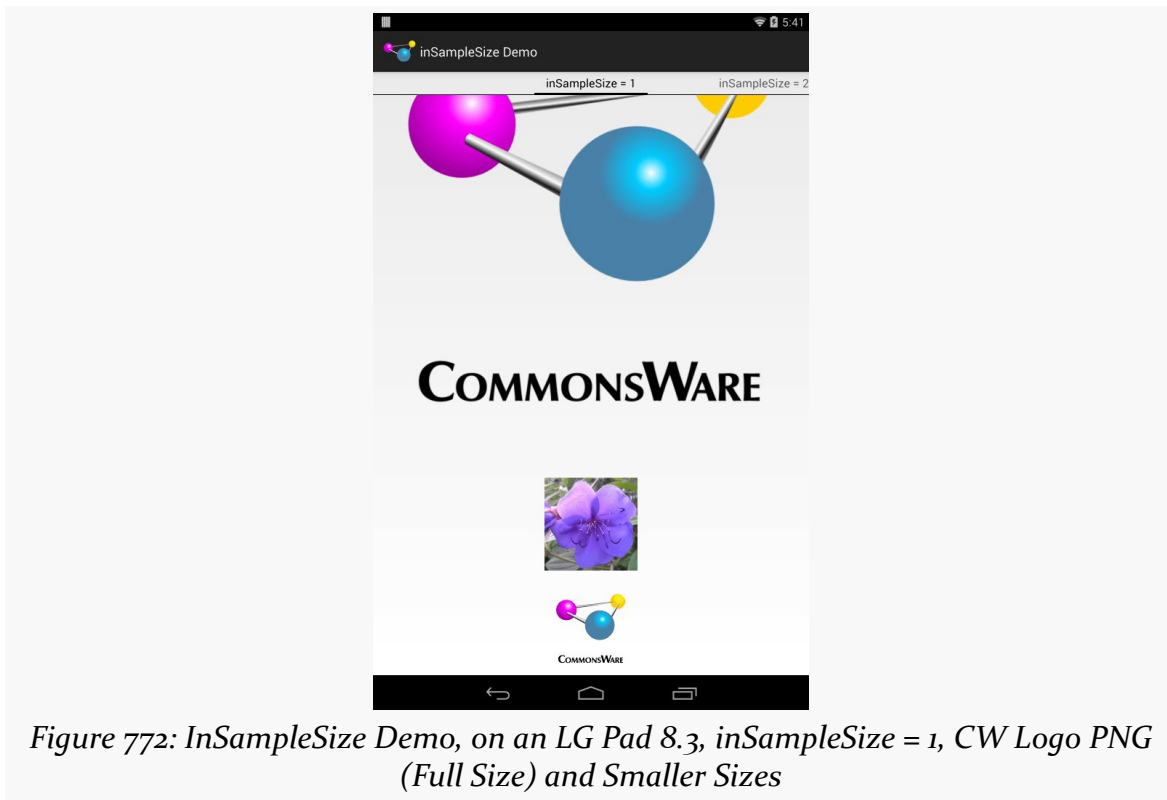 5:41
inSampleSize Demo
inSampleSize = 1 inSampleSize = 2
COMMONSWARE
COMMONSWARE
Figure 772: InSampleSize Demo, on an LG Pad 8.3, inSampleSize = 1, CW Logo PNG
(Full Size) and Smaller Sizes